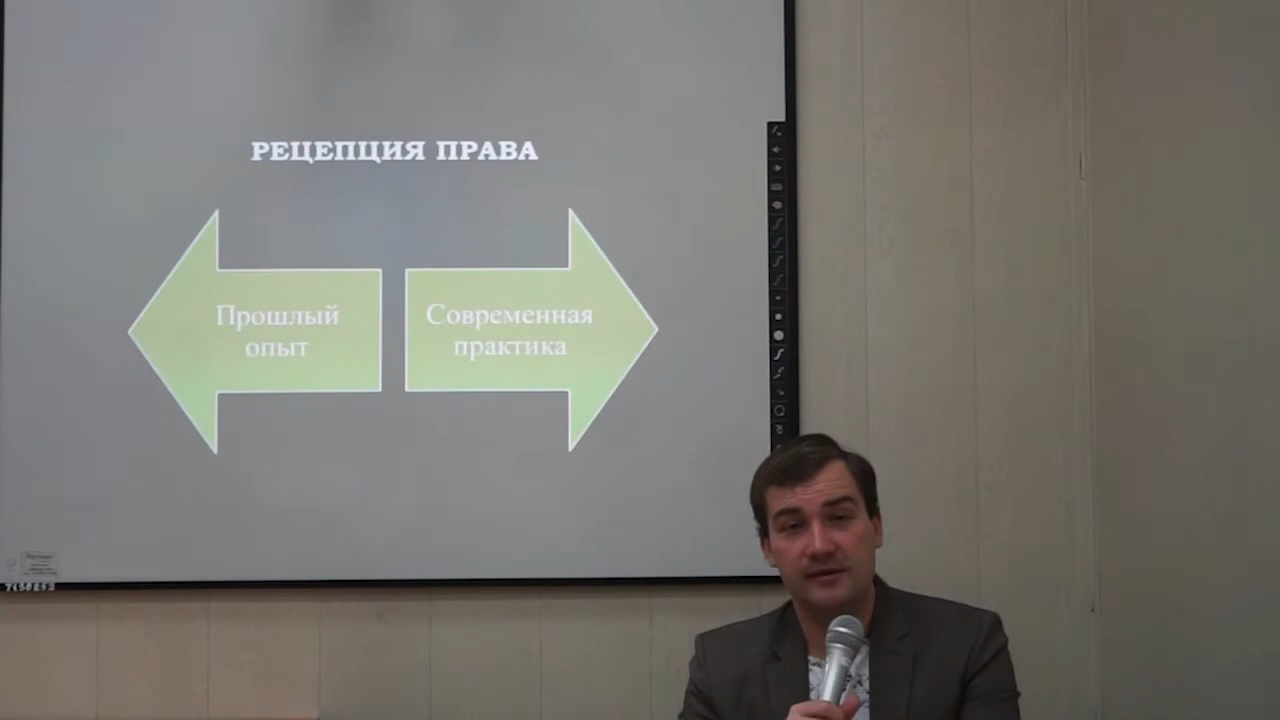 РЕЦЕПЦИЯ ПРАВА
Прошлый
опыт
Современная
практика